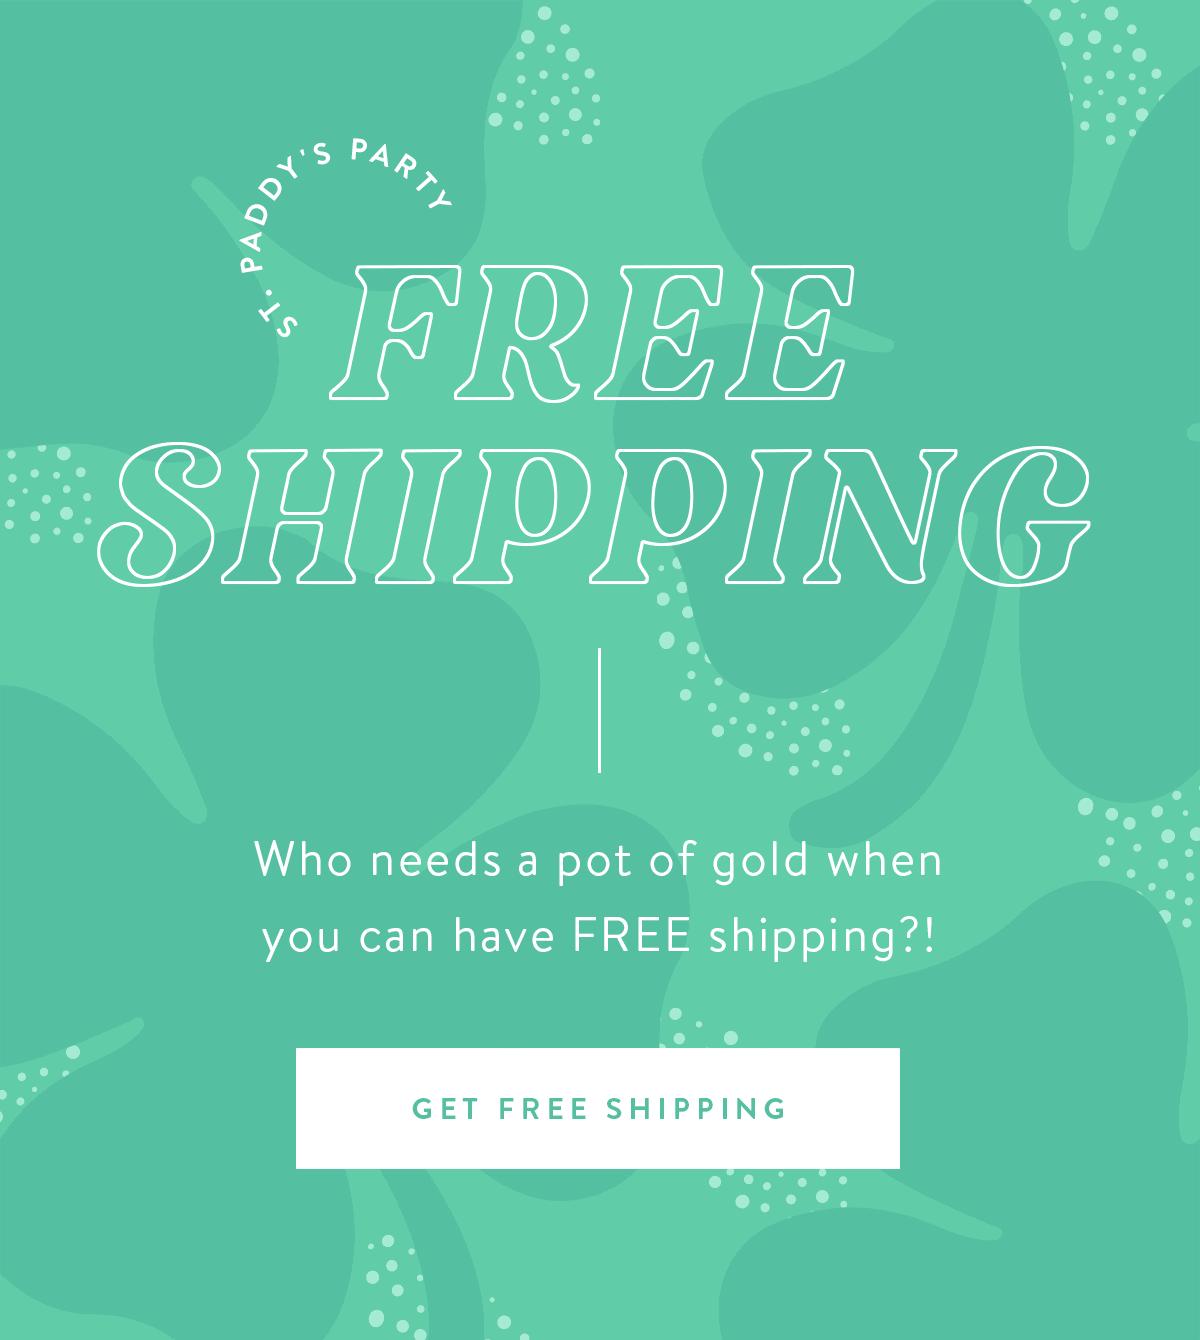 ST. PADDY'S PARTY
FREE
SHIPPING
Who needs a pot of gold when
you can have FREE shipping?!
GET FREE SHIPPING